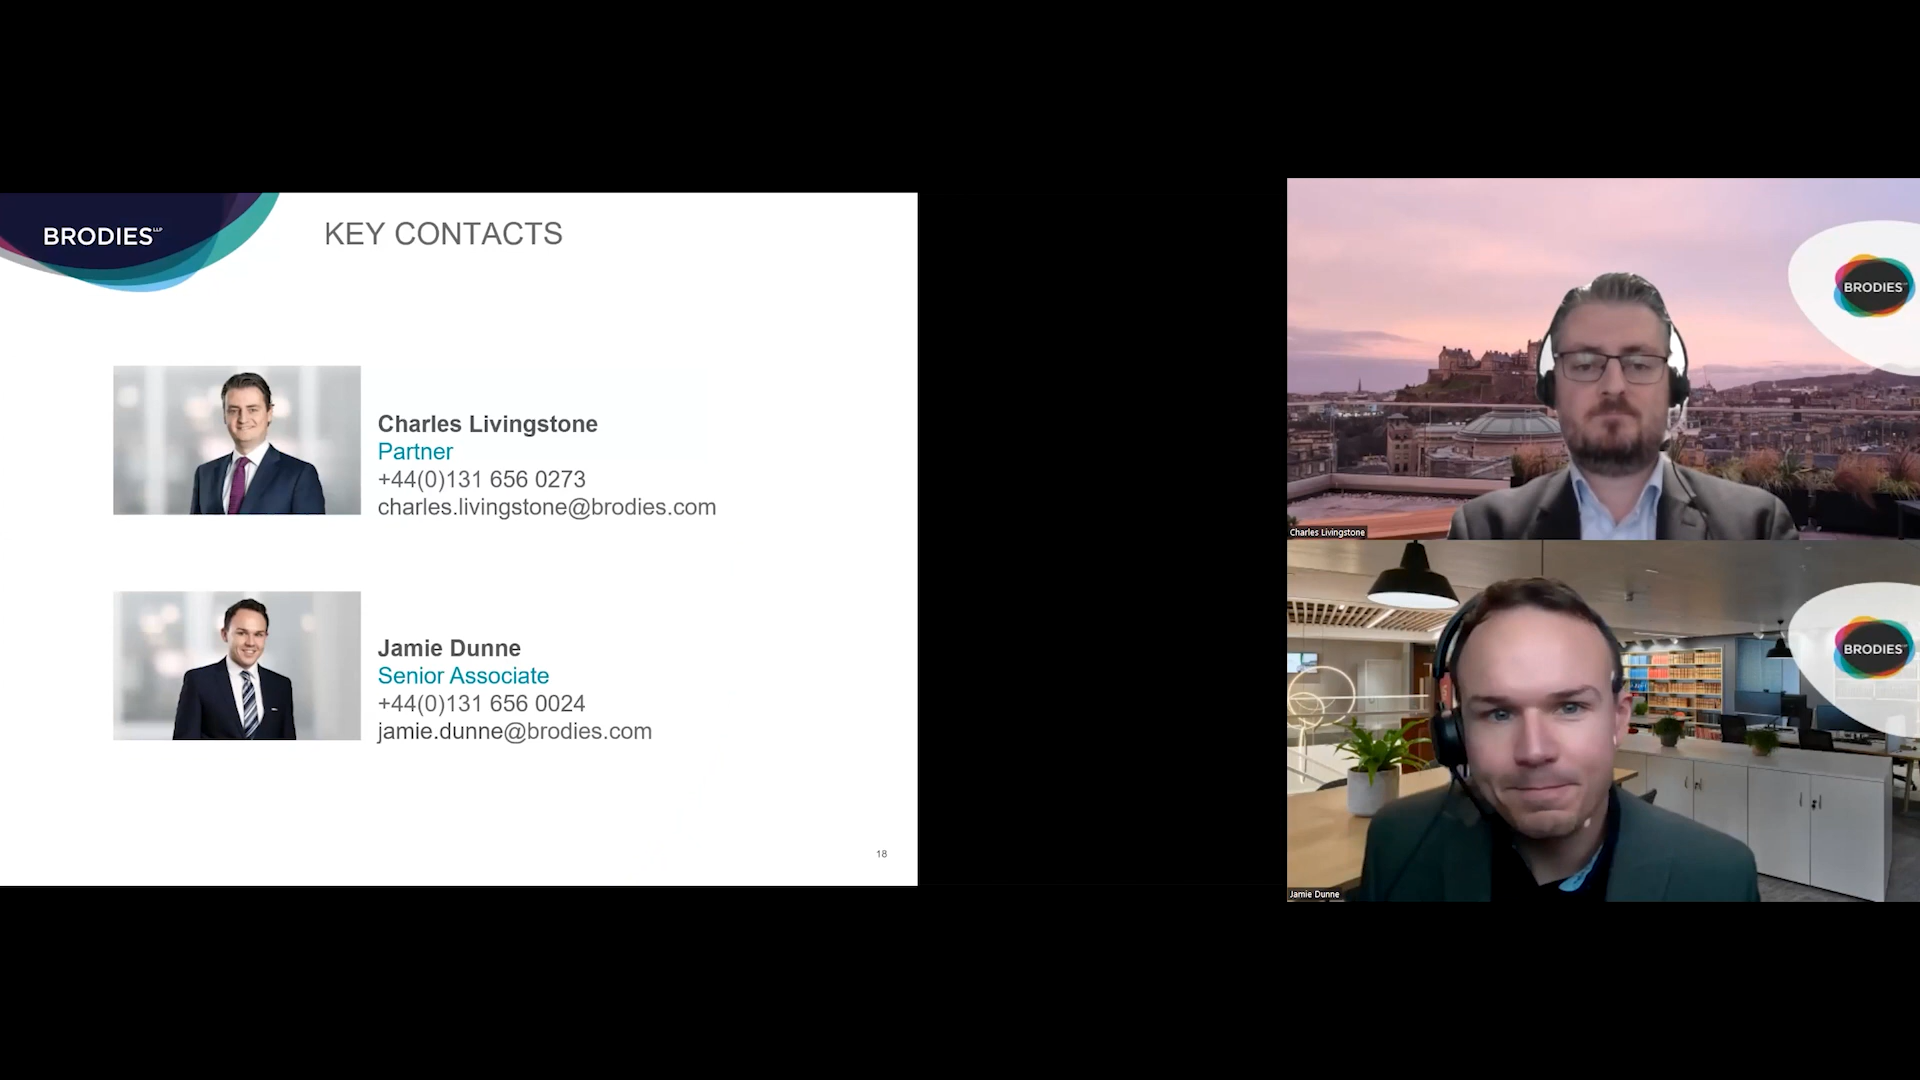 BRODIES LLP
KEY CONTACTS
Charles Livingstone
Partner
+44(0)131 656 0273
charles.livingstone@brodies.com
Jamie Dunne
Senior Associate
+44(0)131 656 0024
jamie.dunne@brodies.com
18
BRODIES
Charles Livingstone
BRODIES
Jamie Dunne